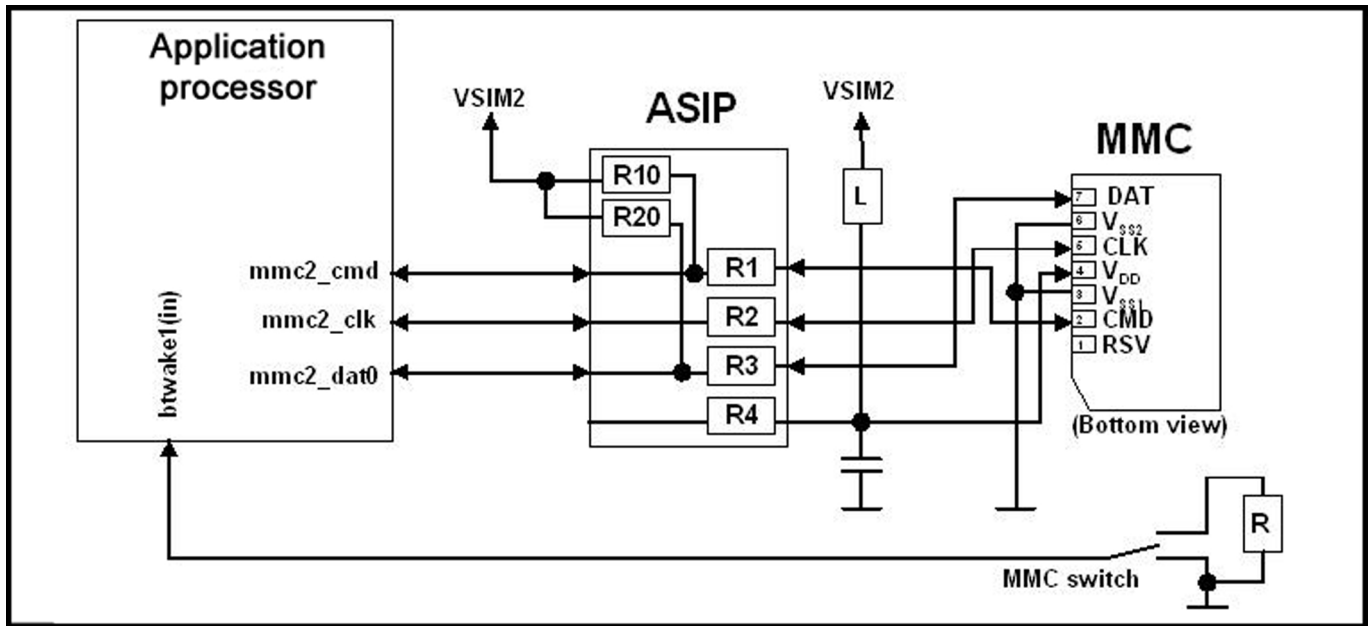 Application
processor
VSIM2
ASIP
VSIM2
MMC
R10
R20
L
7 DAT
6 VSS2
5 CLK
4 VDD
3 VSS1
2 CMD
1 RSV
mmc2_cmd
R1
mmc2_clk
R2
mmc2_dat0
R3
R4
btwake1(in)
(Bottom view)
R
MMC switch